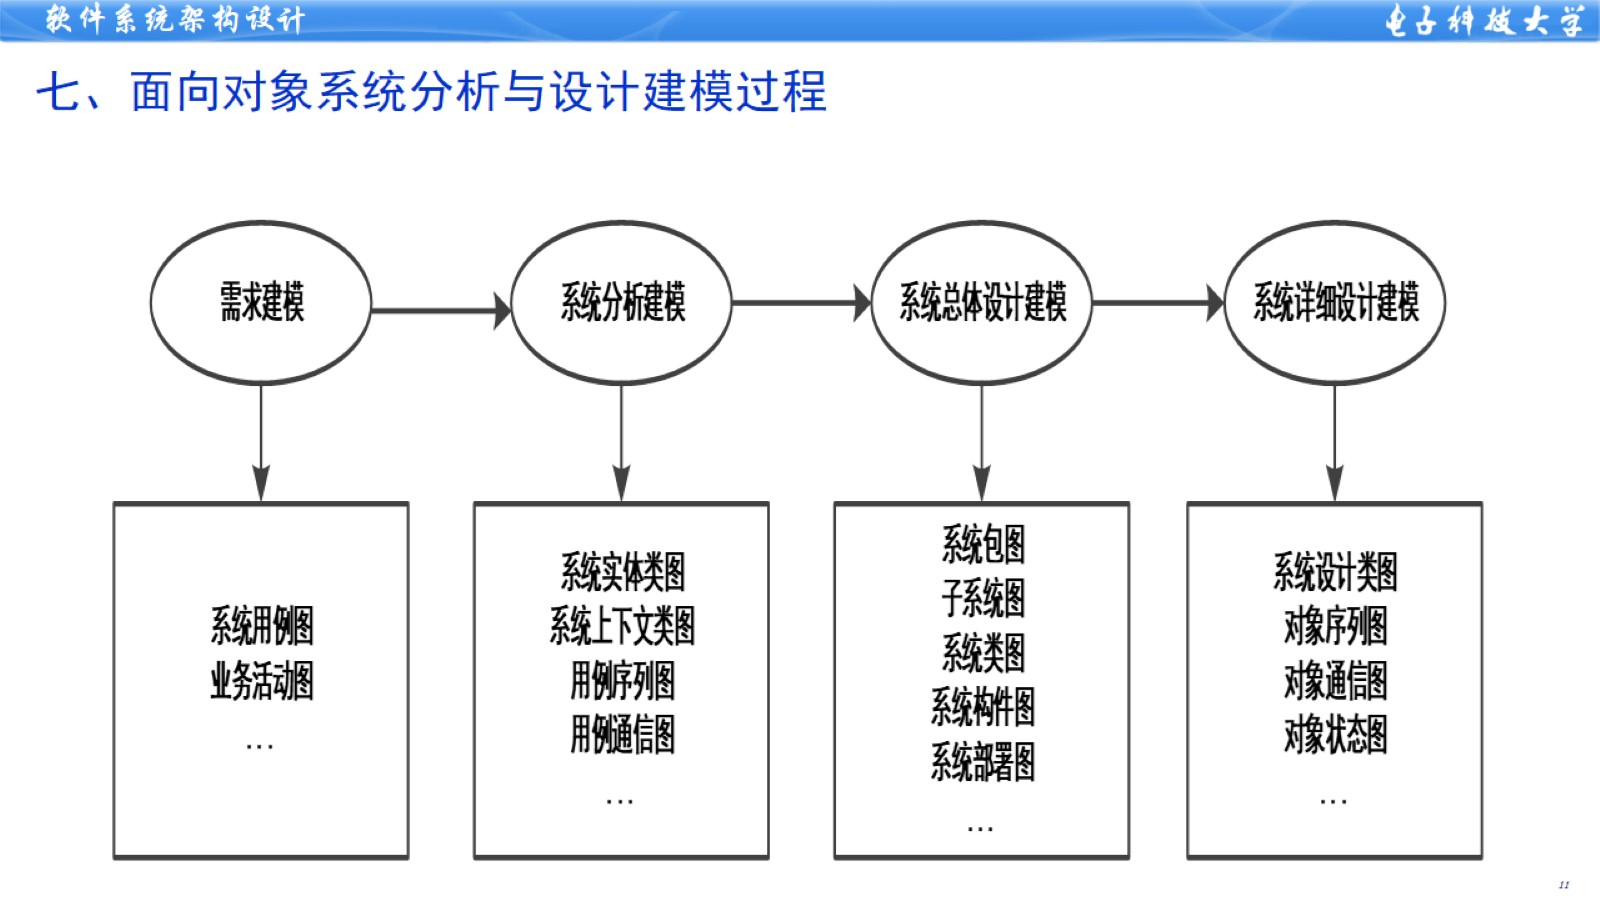 软件系统架构设计
电子科技大学
七、面向对象系统分析与设计建模过程
需求建模
系统分析建模
系统总体设计建模
系统详细设计建模
系统用例图
业务活动图
…
系统实体类图
系统上下文类图
用例序列图
用例通信图
…
系统包图
子系统图
系统类图
系统构件图
系统部署图
…
系统设计类图
对象序列图
对象通信图
对象状态图
…
11